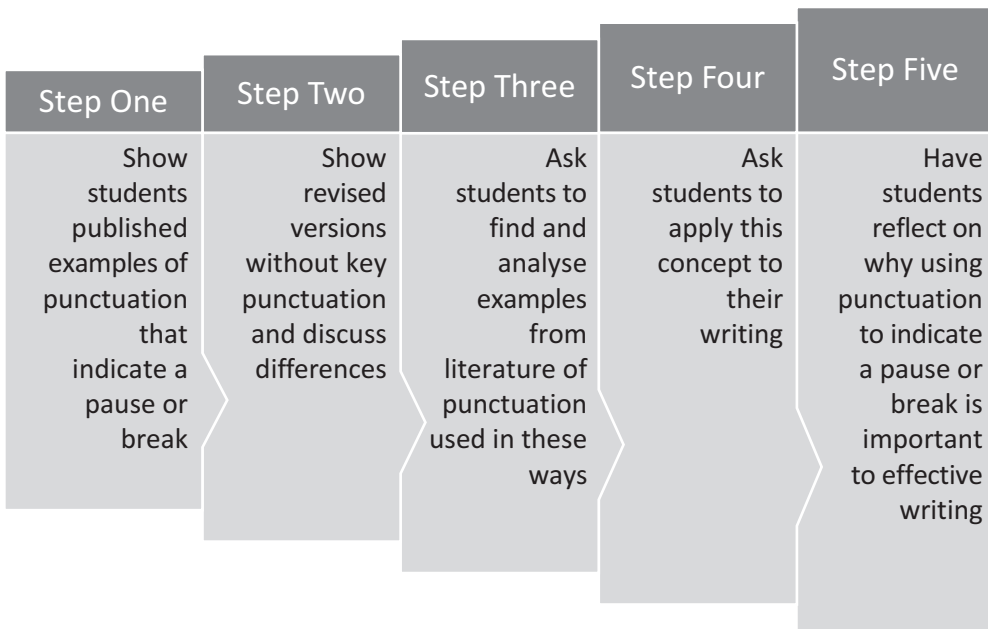 Step One
Show
students
published
examples of
punctuation
that
indicate a
pause or
break
Step Two
Show
revised
versions
without key
punctuation
and discuss
differences
Step Three
Ask
students to
find and
analyse
examples
from
literature of
punctuation
used in these
ways
Step Four
Ask
students to
apply this
concept to
their
writing
Step Five
Have
students
reflect on
why using
punctuation
to indicate
a pause or
break is
important
to effective
writing